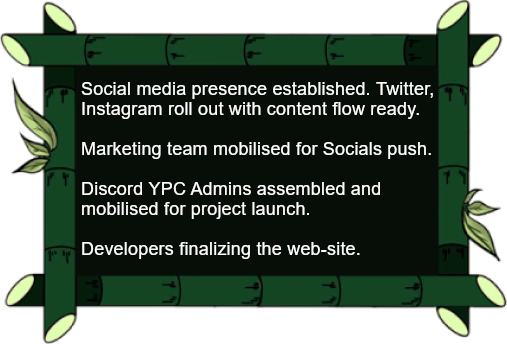 Social media presence established. Twitter,
Instagram roll out with content flow ready.
Marketing team mobilised for Socials push.
Discord YPC Admins assembled and
mobilised for project launch.
Developers finalizing the web-site.